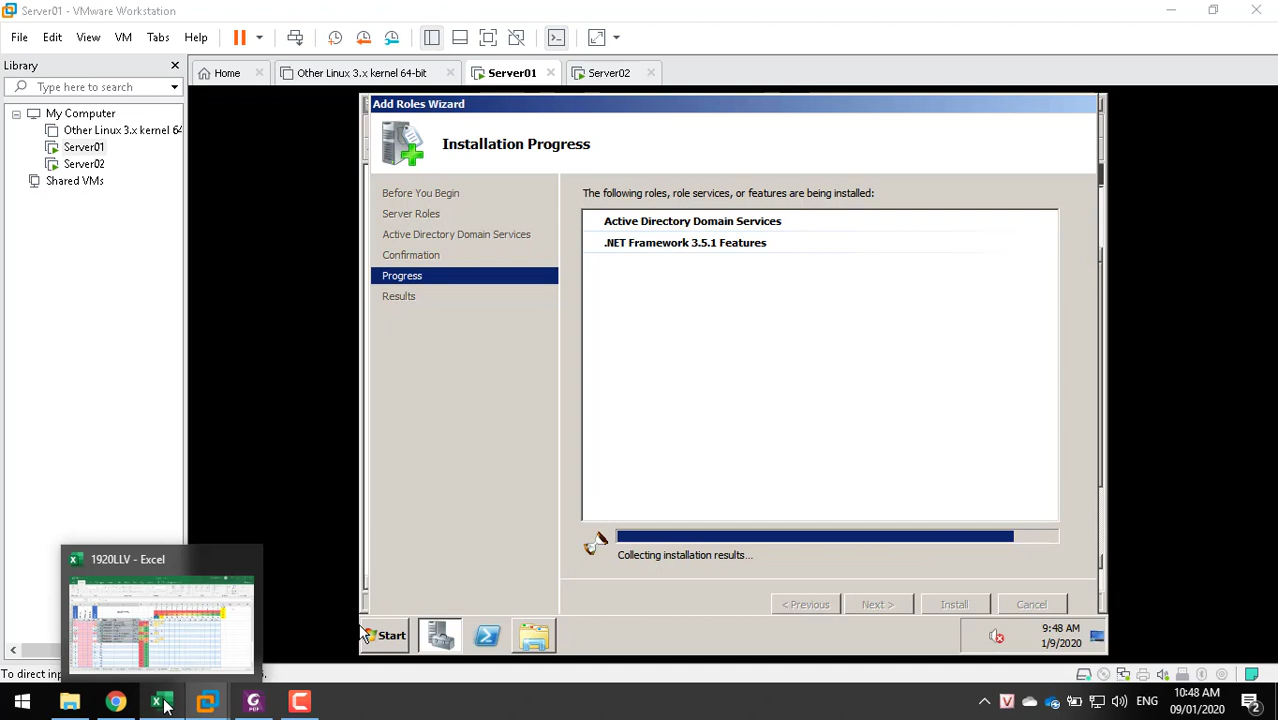 Server01 - VMware Workstation
File Edit View VM Tabs Help
Library
Type here to search
My Computer
Other Linux 3.x kernel 64
Server01
Server02
Shared VMs
Home
Other Linux 3.x kernel 64-bit
Server01
Server02
Add Roles Wizard
Installation Progress
Before You Begin
Server Roles
Active Directory Domain Services
Confirmation
Progress
Results
The following roles, role services, or features are being installed:
Active Directory Domain Services
.NET Framework 3.5.1 Features
Collecting installation results...
< Previous
Next >
Install
Cancel
Start
9:48 AM
1/9/2020
1920LLV - Excel
To direct inp
ENG
10:48 AM
09/01/2020
2